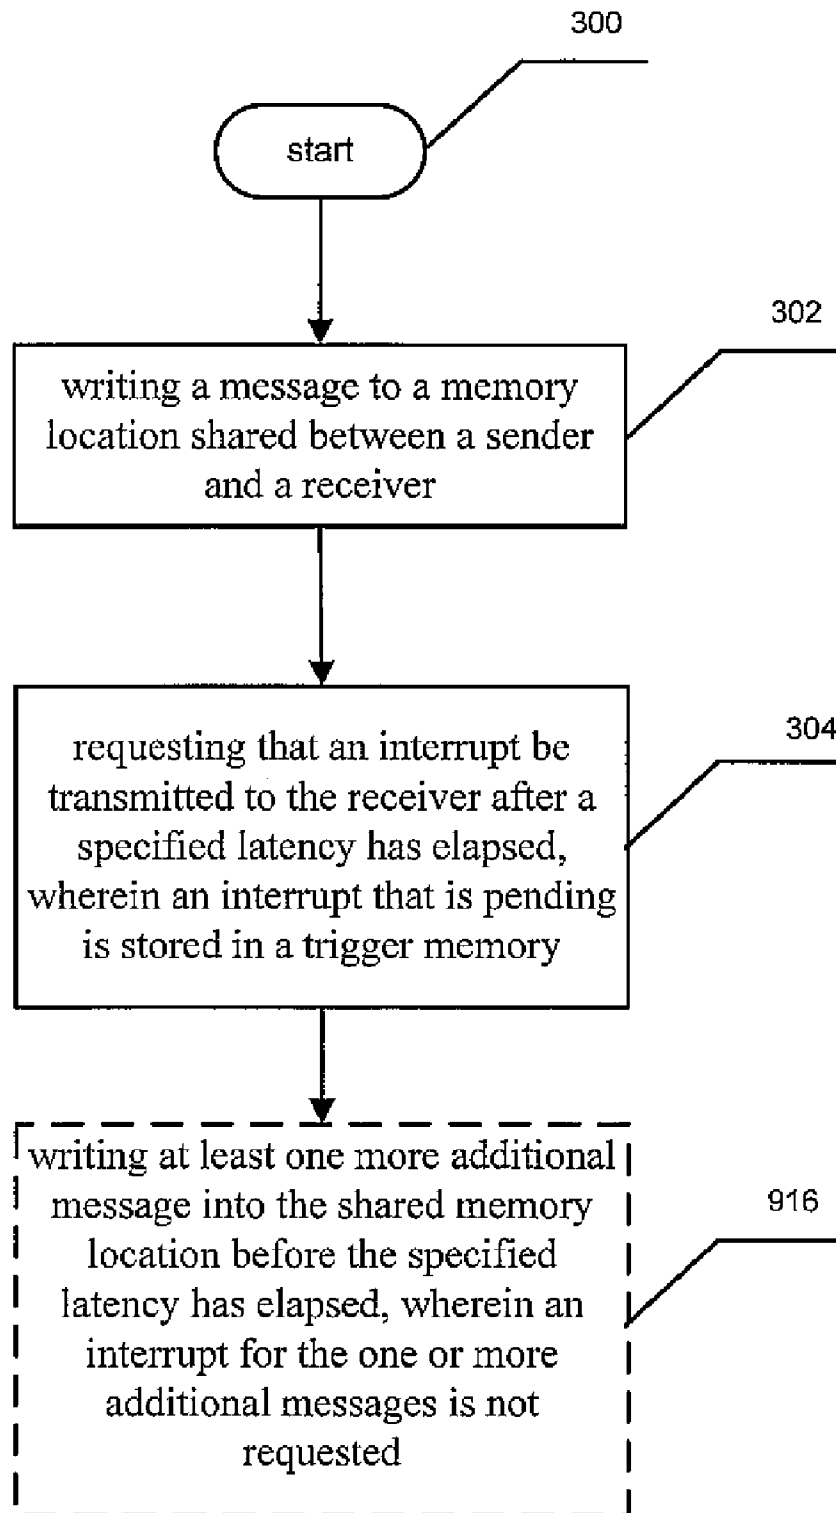 300
start
302
writing a message to a memory
location shared between a sender
and a receiver
304
requesting that an interrupt be
transmitted to the receiver after a
specified latency has elapsed,
wherein an interrupt that is pending
is stored in a trigger memory
916
writing at least one more additional
message into the shared memory
location before the specified
latency has elapsed, wherein an
interrupt for the one or more
additional messages is not
requested